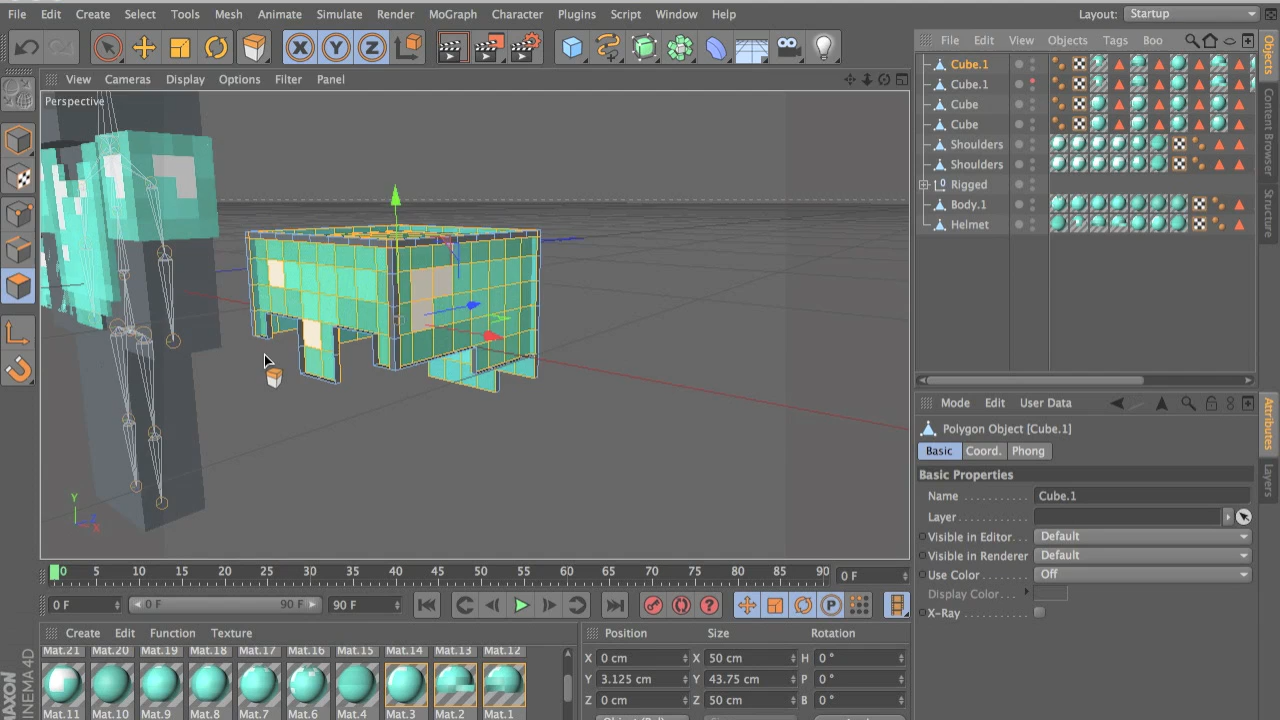 File Edit Create Select Tools Mesh Animate Simulate Render MoGraph Character Plugins Script Window Help Layout: Startup
X Y Z
File Edit View Objects Tags Boo
View Cameras Display Options Filter Panel
Perspective
Cube.1
Cube.1
Cube
Cube
Shoulders
Shoulders
Rigged
Body.1
Helmet
Objects
Content Browser
Structure
Mode Edit User Data
Polygon Object [Cube.1]
Basic Coord. Phong
Basic Properties
Name Cube.1
Layer
Visible in Editor Default
Visible in Renderer Default
Use Color Off
Display Color
X-Ray
Attributes
Layers
Y
Z
X
0 5 10 15 20 25 30 35 40 45 50 55 60 65 70 75 80 85 90 0 F
0 F 0 F 90 F 90 F P
Create Edit Function Texture
Mat.21 Mat.20 Mat.19 Mat.18 Mat.17 Mat.16 Mat.15 Mat.14 Mat.13 Mat.12
Mat.11 Mat.10 Mat.9 Mat.8 Mat.7 Mat.6 Mat.4 Mat.3 Mat.2 Mat.1
Position Size Rotation
X 0 cm X 50 cm H 0 °
Y 3.125 cm Y 43.75 cm P 0 °
Z 0 cm Z 50 cm B 0 °
MAXON
CINEMA 4D